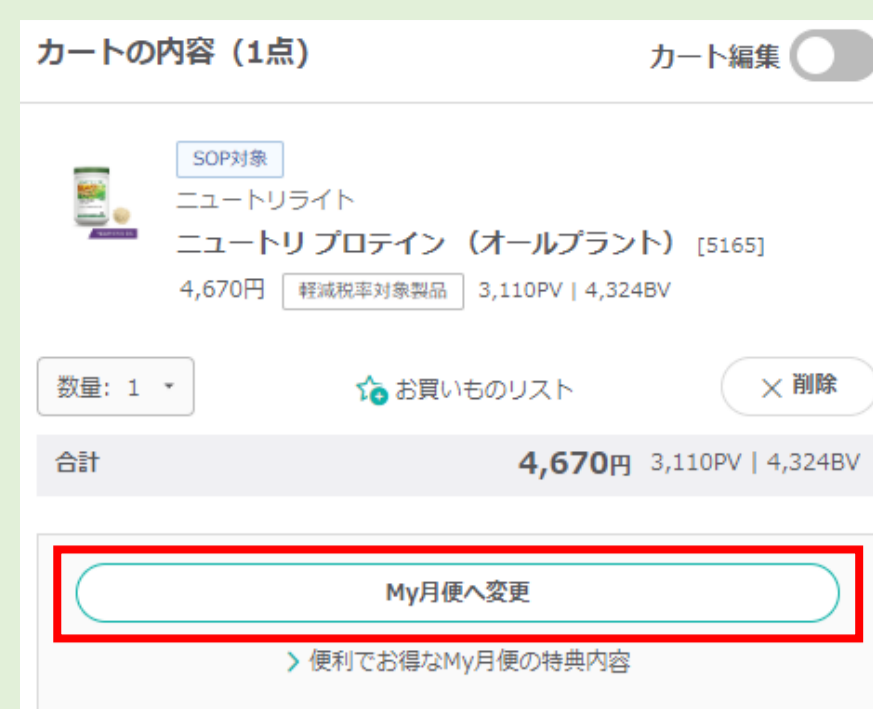 カートの内容（1点）
カート編集
SOP対象
ニュートリライト
ニュートリ プロテイン （オールプラント） [5165]
4,670円 軽減税率対象製品 3,110PV | 4,324BV
数量: 1
お買いものリスト
× 削除
合計 4,670円 3,110PV | 4,324BV
My月便へ変更
> 便利でお得なMy月便の特典内容